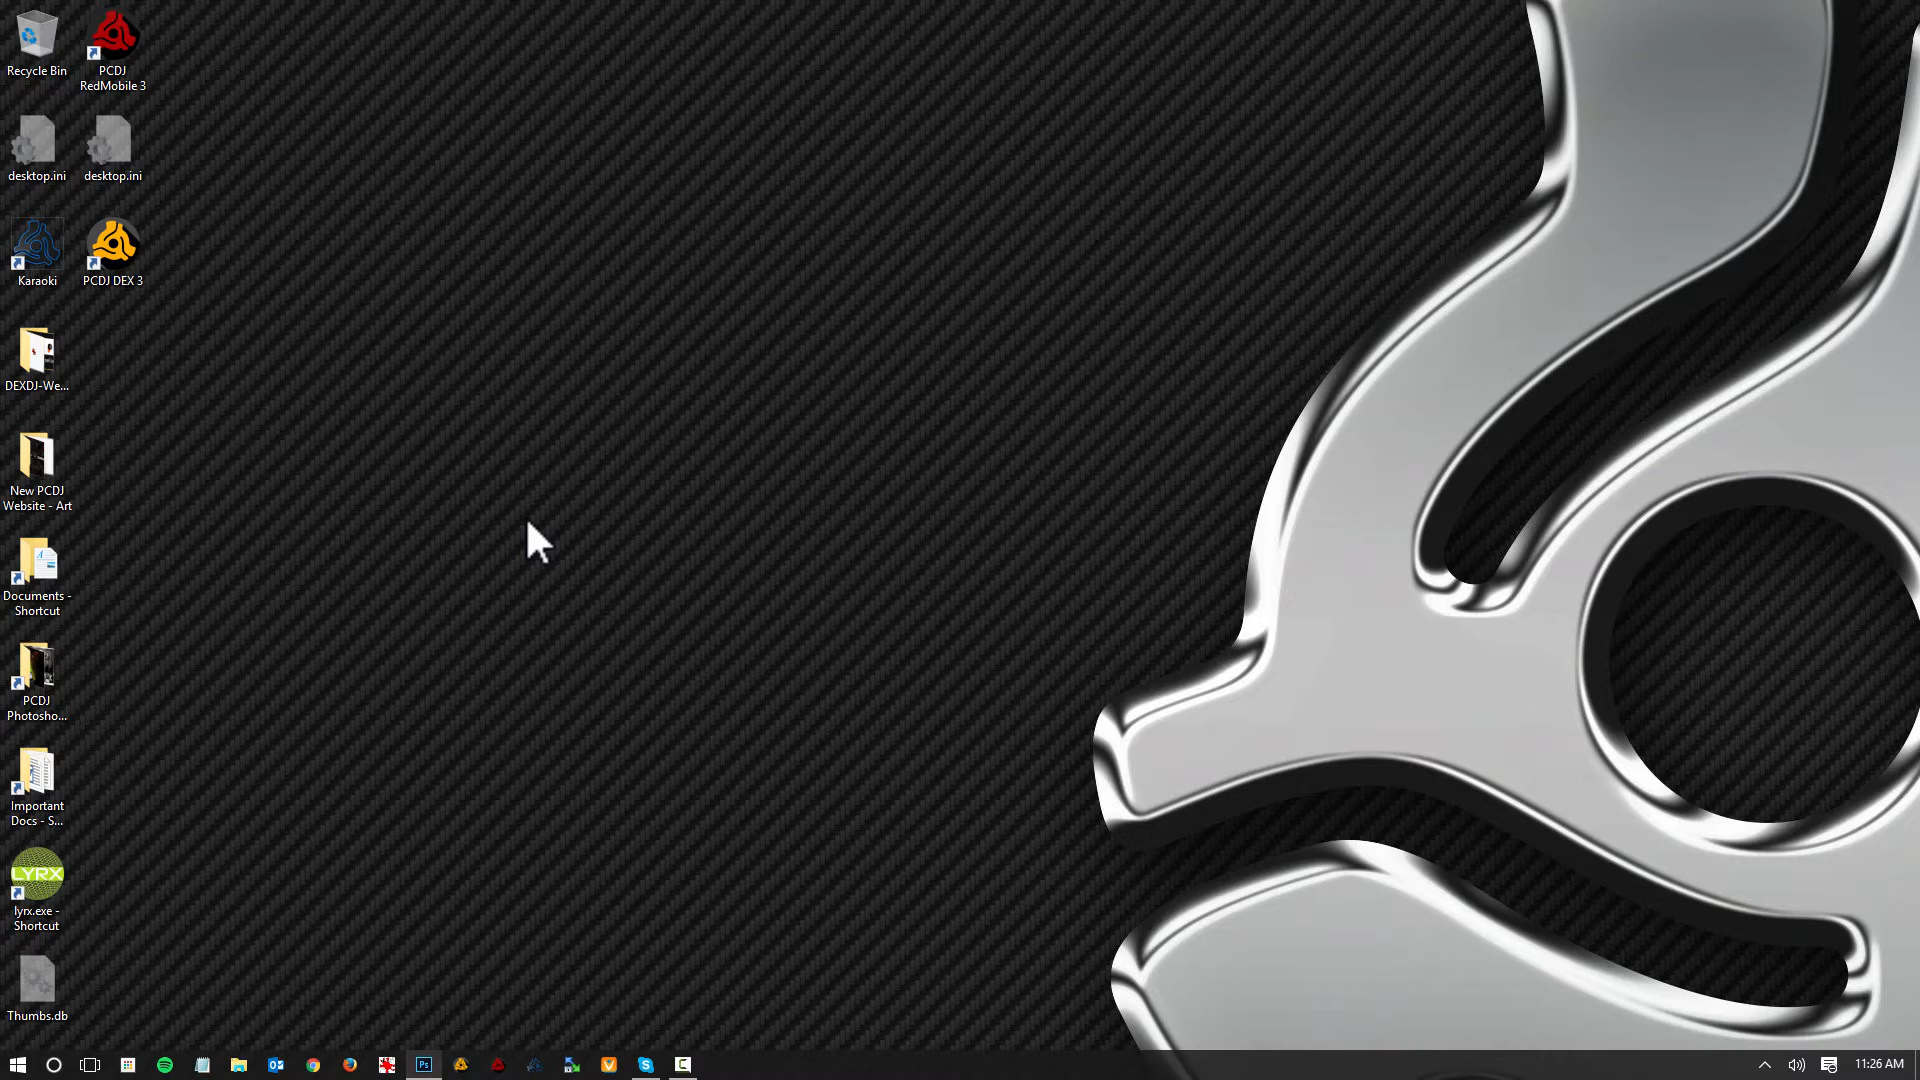 Recycle Bin
PCDJ
RedMobile 3
desktop.ini
desktop.ini
Karaoki
PCDJ DEX 3
DEXDJ-We...
New PCDJ
Website - Art
Documents -
Shortcut
PCDJ
Photosho...
Important
Docs - S...
LYRX
lyrx.exe -
Shortcut
Thumbs.db
Ps
11:26 AM